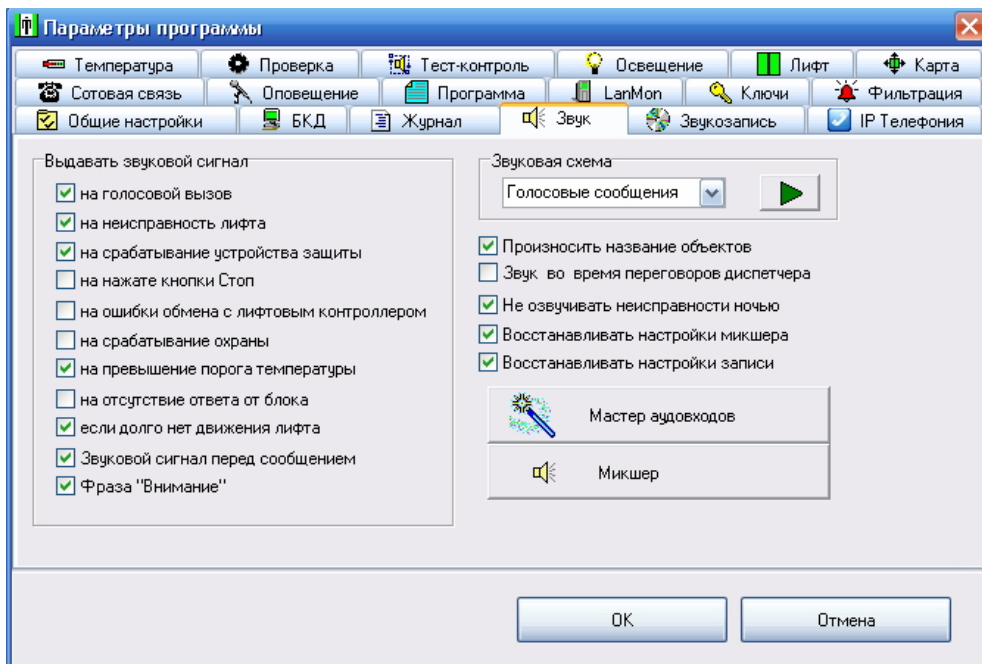 Параметры программы
Температура Проверка Тест-контроль Освещение Лифт Карта
Сотовая связь Оповещение Программа LanMon Ключи Фильтрация
Общие настройки БКД Журнал Звук Звукозапись IP Телефония
Выдавать звуковой сигнал
на голосовой вызов
на неисправность лифта
на срабатывание устройства защиты
на нажате кнопки Стоп
на ошибки обмена с лифтовым контроллером
на срабатывание охраны
на превышение порога температуры
на отсутствие ответа от блока
если долго нет движения лифта
Звуковой сигнал перед сообщением
Фраза "Внимание"
Звуковая схема
Голосовые сообщения
Произносить название объектов
Звук во время переговоров диспетчера
Не озвучивать неисправности ночью
Восстанавливать настройки микшера
Восстанавливать настройки записи
Мастер аудовходов
Микшер
OK Отмена